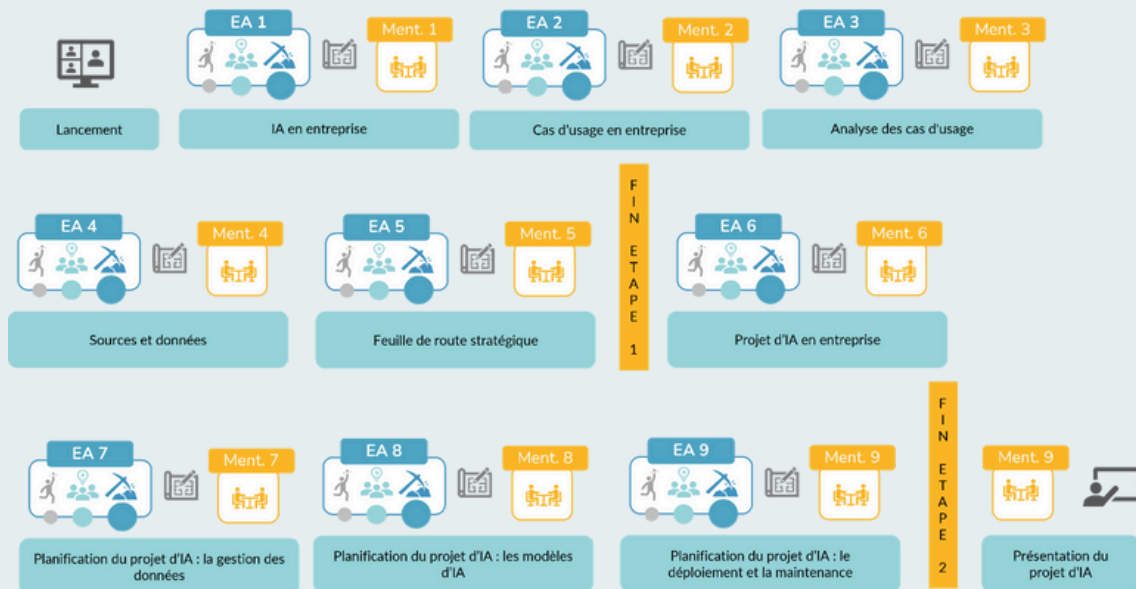 EA 1
Ment. 1
EA 2
Ment. 2
EA 3
Ment. 3
Lancement
IA en entreprise
Cas d'usage en entreprise
Analyse des cas d'usage
EA 4
Ment. 4
EA 5
Ment. 5
FIN ETAPE 1
EA 6
Ment. 6
Sources et données
Feuille de route stratégique
Projet d'IA en entreprise
EA 7
Ment. 7
EA 8
Ment. 8
EA 9
Ment. 9
FIN ETAPE 2
Ment. 9
Planification du projet d'IA : la gestion des
données
Planification du projet d'IA : les modèles
d'IA
Planification du projet d'IA : le
déploiement et la maintenance
Présentation du
projet d'IA